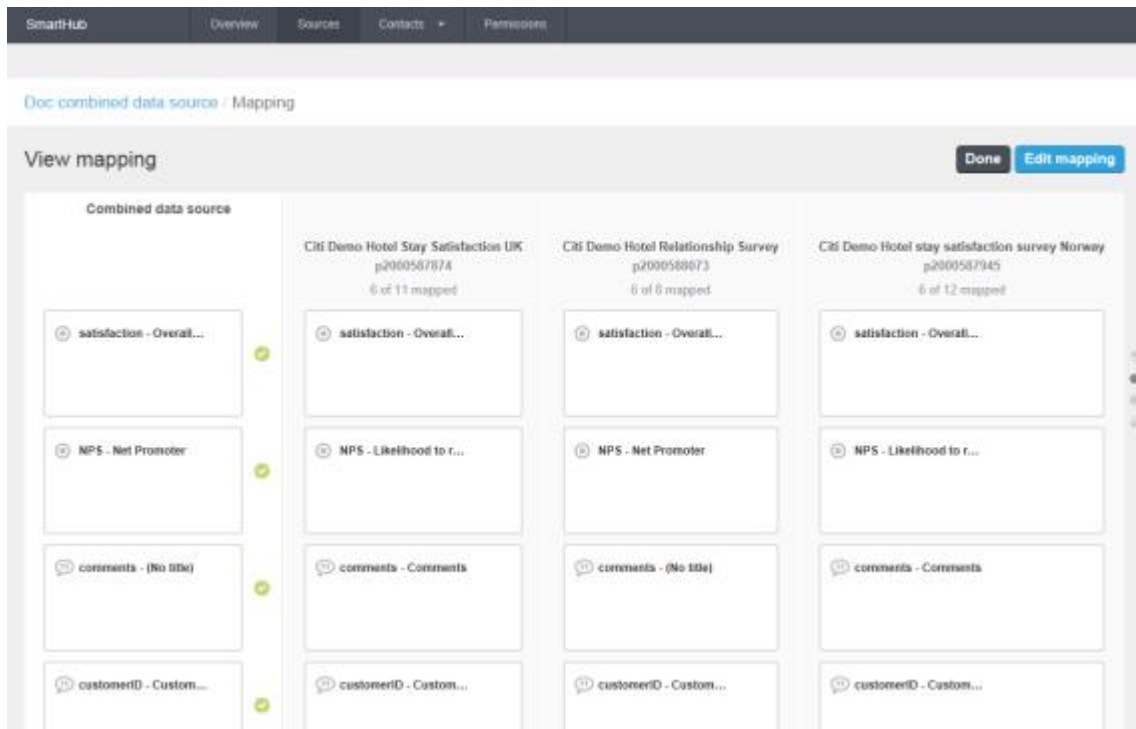 SmartHub Overview Sources Contacts Permissions
Doc combined data source / Mapping
View mapping
Done Edit mapping
Combined data source
Citi Demo Hotel Stay Satisfaction UK Citi Demo Hotel Relationship Survey Citi Demo Hotel stay satisfaction survey Norway
p2000587874 p2000588073 p2000587945
6 of 11 mapped 6 of 8 mapped 6 of 12 mapped
satisfaction - Overall... satisfaction - Overall... satisfaction - Overall... satisfaction - Overall...
NPS - Net Promoter NPS - Likelihood to r... NPS - Net Promoter NPS - Likelihood to r...
comments - (No title) comments - Comments comments - (No title) comments - Comments
customerID - Custom... customerID - Custom... customerID - Custom... customerID - Custom...